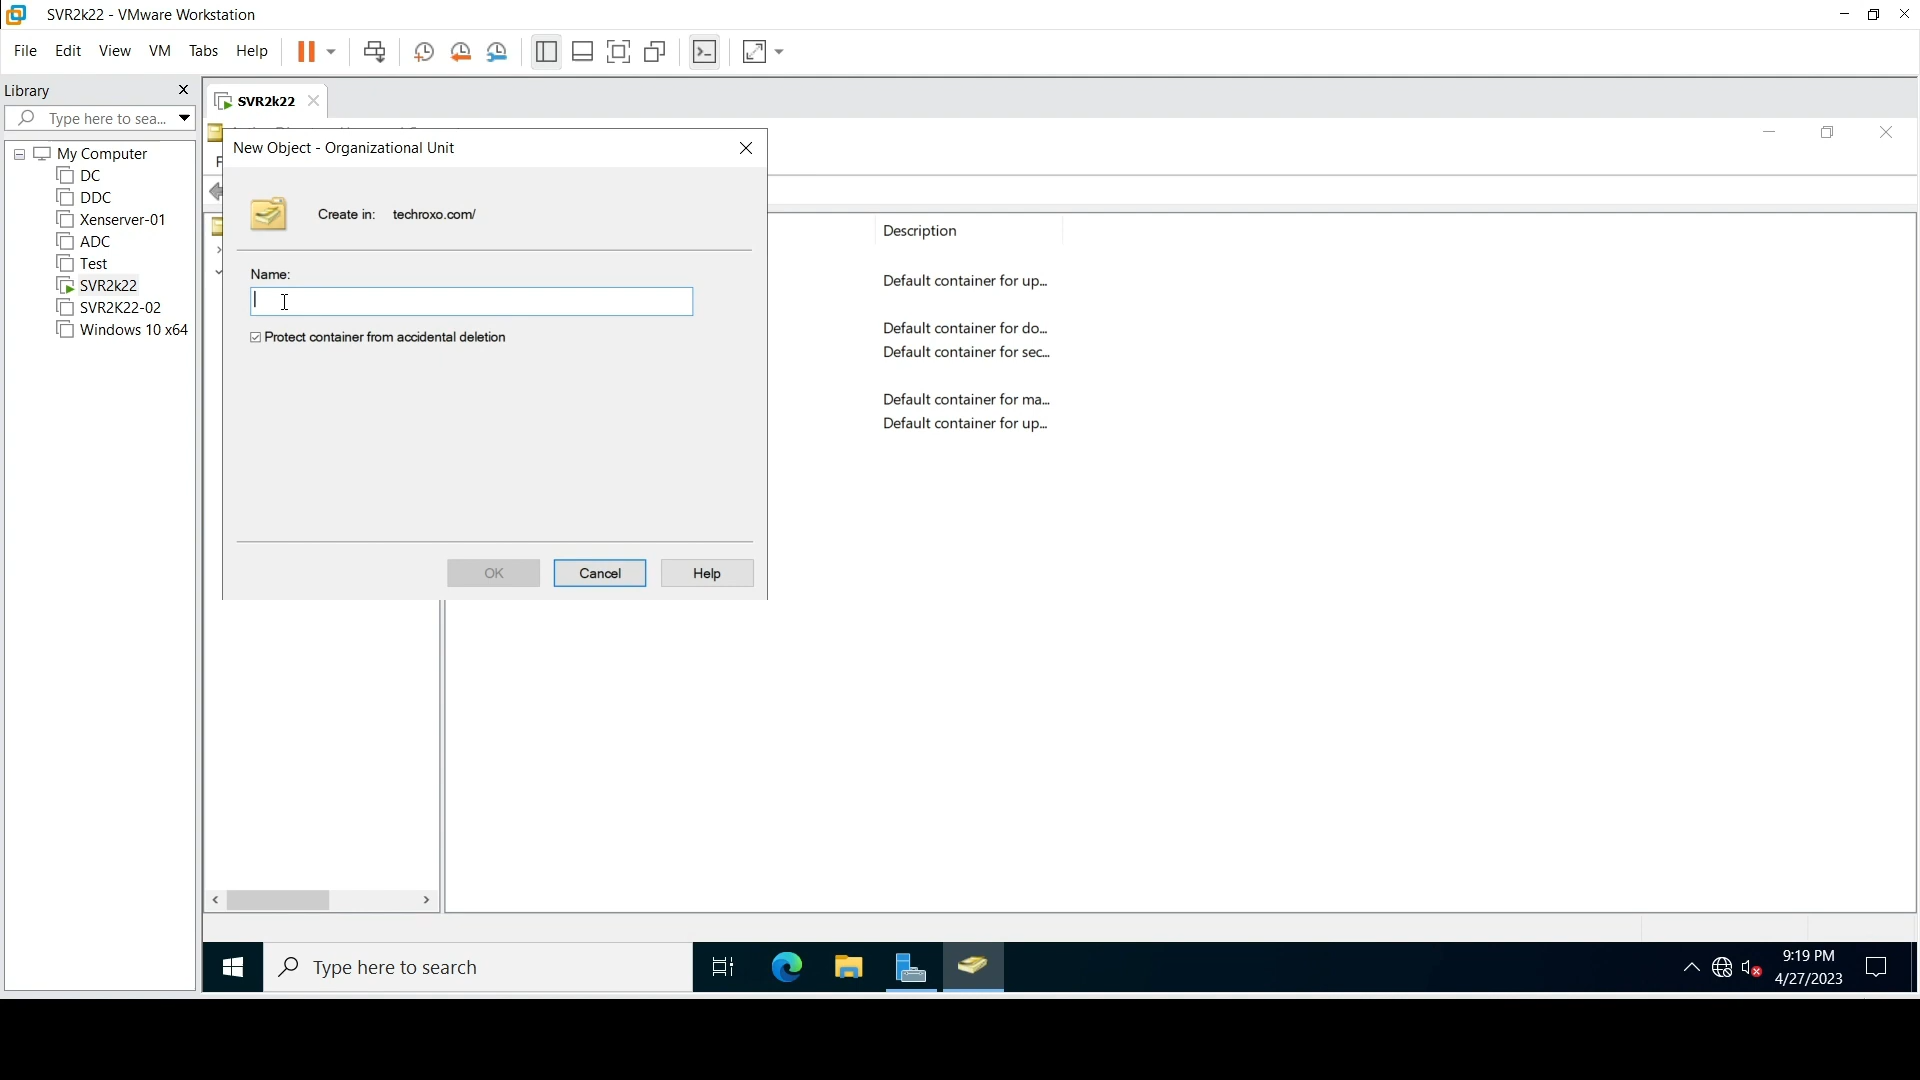 SVR2k22 - VMware Workstation
File Edit View VM Tabs Help
Library
Type here to sea...
SVR2k22
My Computer
DC
DDC
Xenserver-01
ADC
Test
SVR2k22
SVR2K22-02
Windows 10 x64
New Object - Organizational Unit
Create in: techroxo.com/
Name:
Protect container from accidental deletion
OK Cancel Help
Description
Default container for up...
Default container for do...
Default container for sec...
Default container for ma...
Default container for up...
Type here to search
9:19 PM
4/27/2023